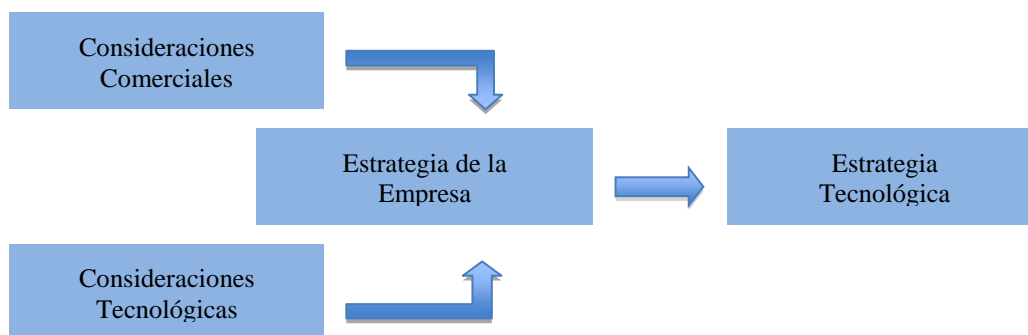 Consideraciones
Comerciales
Estrategia de la
Empresa
Estrategia
Tecnológica
Consideraciones
Tecnológicas